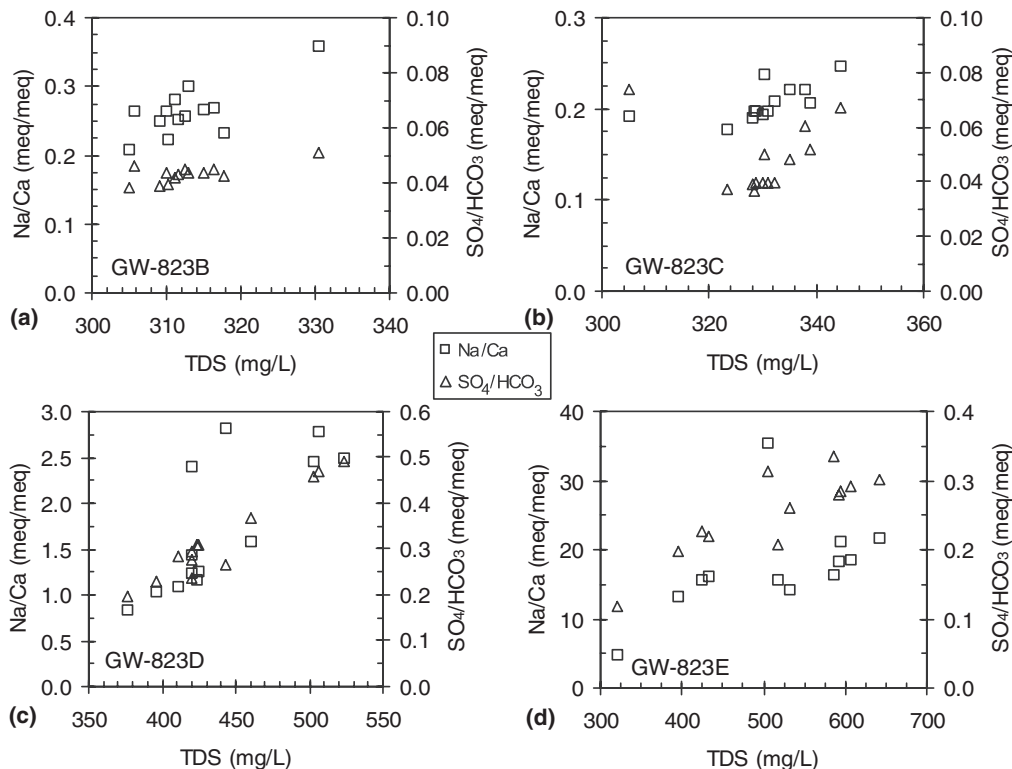 0.4
0.3
0.2
0.1
0.0
Na/Ca (meq/meq)
0.10
0.08
0.06
0.04
0.02
0.00
SO4/HCO3 (meq/meq)
GW-823B
(a)
300
310
320
330
340
TDS (mg/L)
0.3
0.2
0.1
0.0
Na/Ca (meq/meq)
0.10
0.08
0.06
0.04
0.02
0.00
SO4/HCO3 (meq/meq)
GW-823C
(b)
300
320
340
360
TDS (mg/L)
Na/Ca
SO4/HCO3
3.0
2.5
2.0
1.5
1.0
0.5
0.0
Na/Ca (meq/meq)
0.6
0.5
0.4
0.3
0.2
0.1
0.0
SO4/HCO3 (meq/meq)
GW-823D
(c)
350
400
450
500
550
TDS (mg/L)
40
30
20
10
0
Na/Ca (meq/meq)
0.4
0.3
0.2
0.1
0.0
SO4/HCO3 (meq/meq)
GW-823E
(d)
300
400
500
600
700
TDS (mg/L)